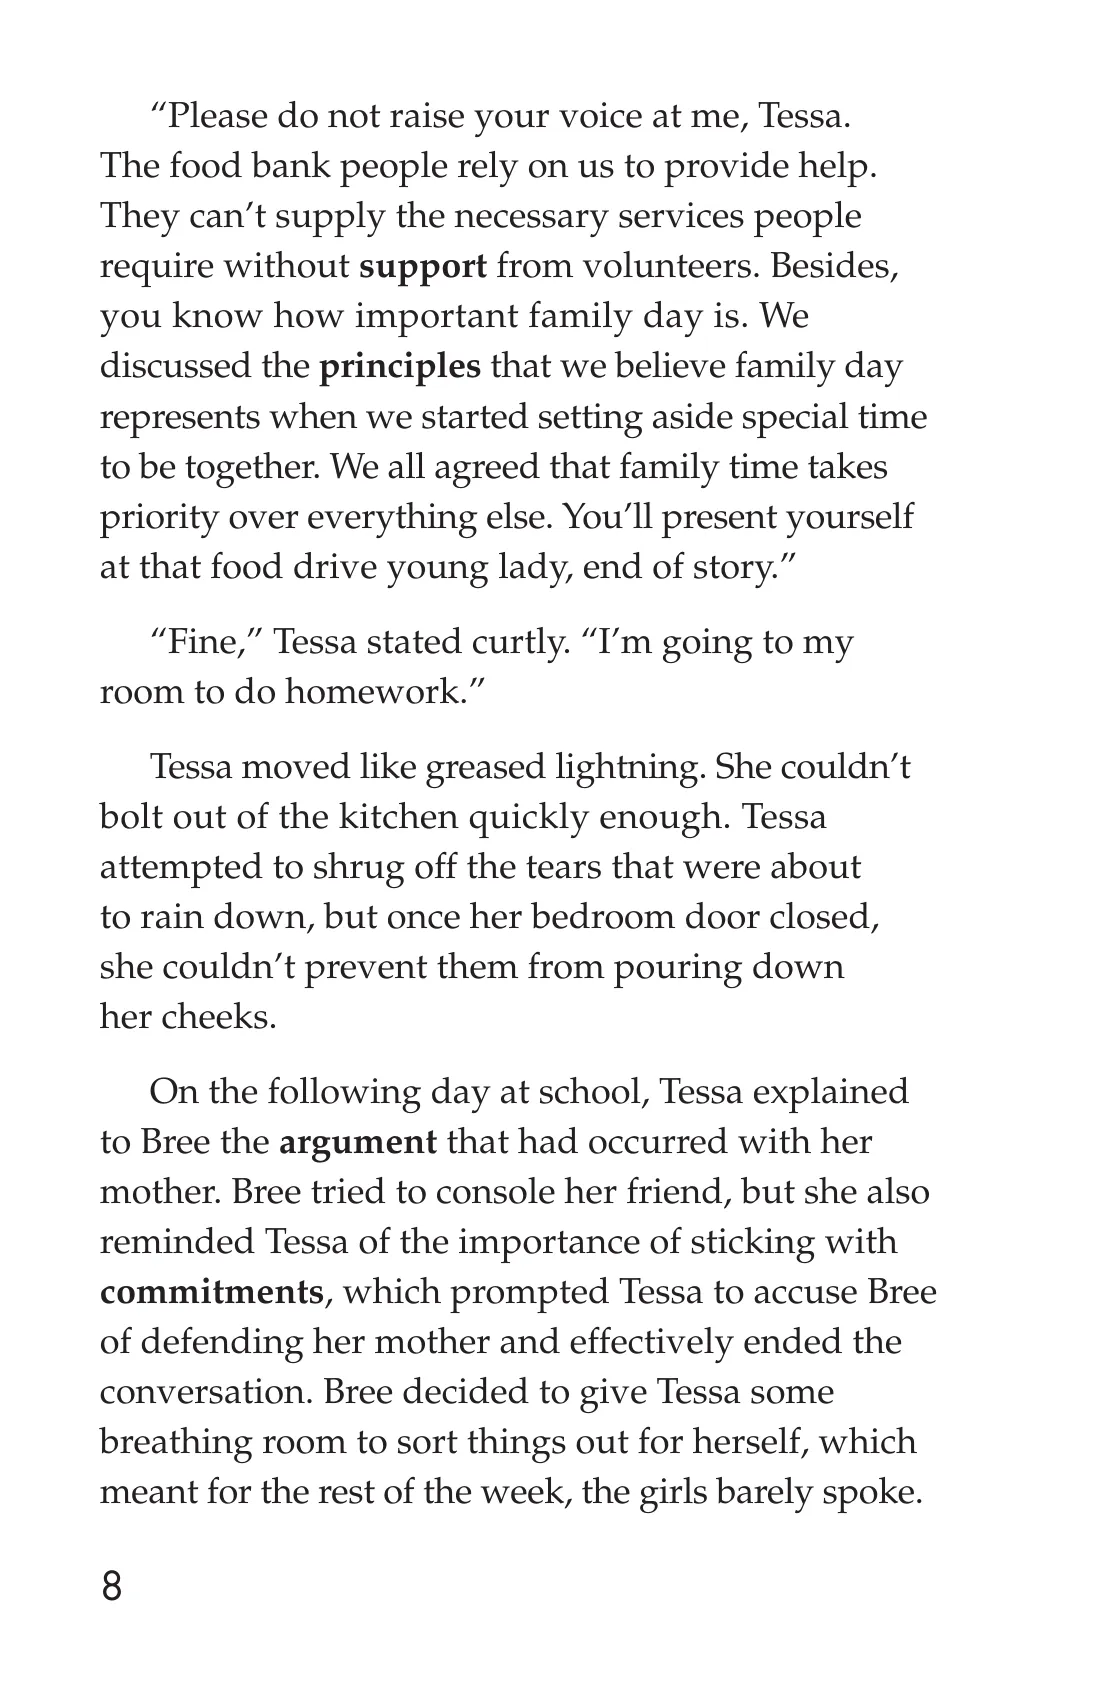 “Please do not raise your voice at me, Tessa.
The food bank people rely on us to provide help.
They can’t supply the necessary services people
require without support from volunteers. Besides,
you know how important family day is. We
discussed the principles that we believe family day
represents when we started setting aside special time
to be together. We all agreed that family time takes
priority over everything else. You’ll present yourself
at that food drive young lady, end of story.”
“Fine,” Tessa stated curtly. “I’m going to my
room to do homework.”
Tessa moved like greased lightning. She couldn’t
bolt out of the kitchen quickly enough. Tessa
attempted to shrug off the tears that were about
to rain down, but once her bedroom door closed,
she couldn’t prevent them from pouring down
her cheeks.
On the following day at school, Tessa explained
to Bree the argument that had occurred with her
mother. Bree tried to console her friend, but she also
reminded Tessa of the importance of sticking with
commitments, which prompted Tessa to accuse Bree
of defending her mother and effectively ended the
conversation. Bree decided to give Tessa some
breathing room to sort things out for herself, which
meant for the rest of the week, the girls barely spoke.
8